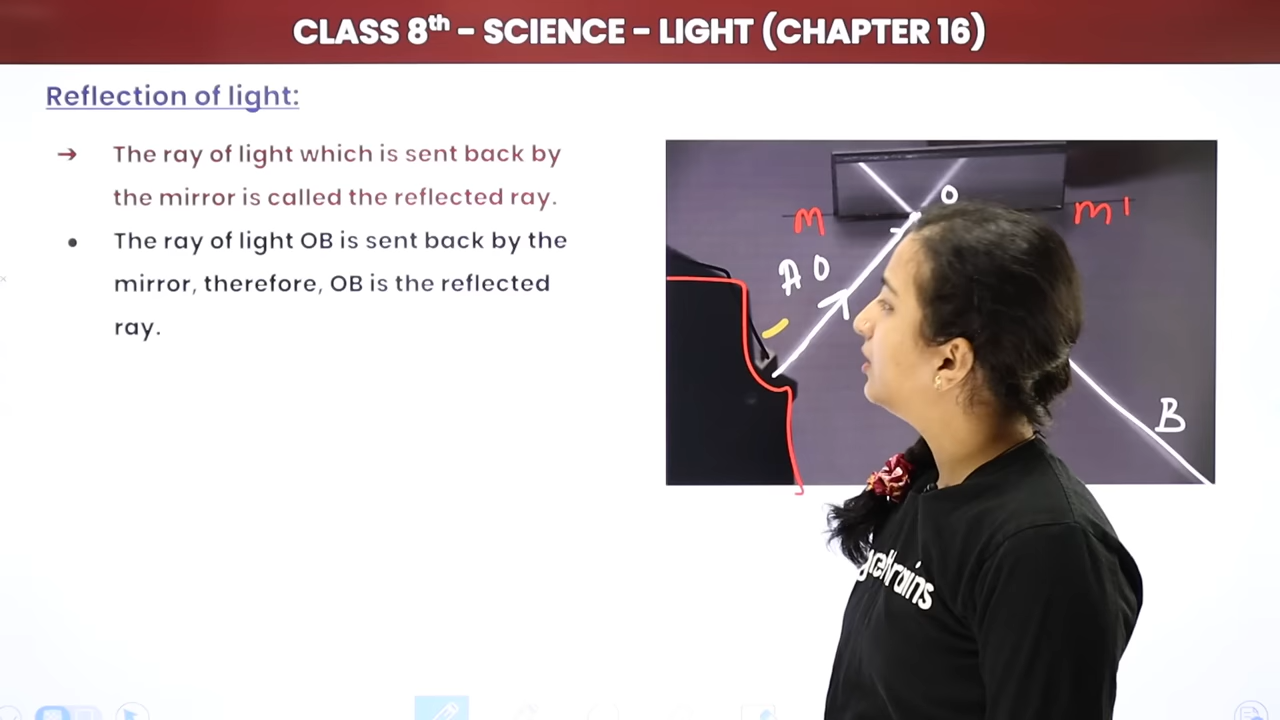 CLASS 8th - SCIENCE - LIGHT (CHAPTER 16)
Reflection of light:
→ The ray of light which is sent back by
the mirror is called the reflected ray.
• The ray of light OB is sent back by the
mirror, therefore, OB is the reflected
ray.
O
M
M'
A O
B